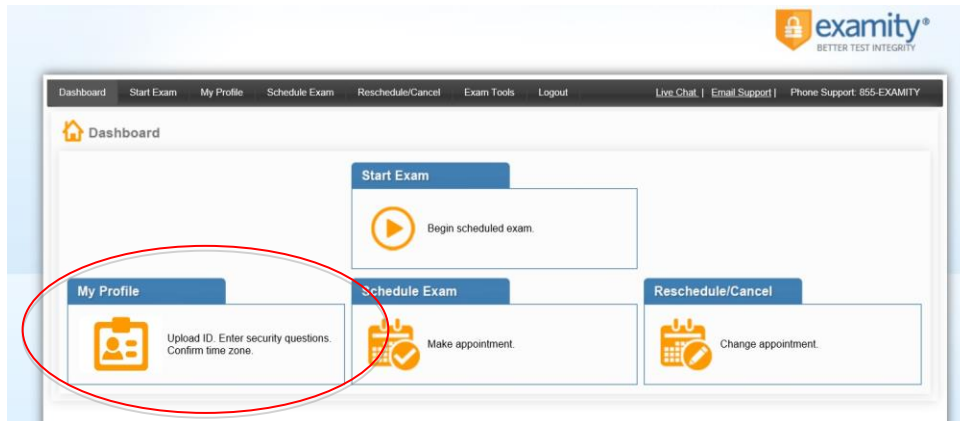 examity®
BETTER TEST INTEGRITY
Dashboard Start Exam My Profile Schedule Exam Reschedule/Cancel Exam Tools Logout Live Chat | Email Support | Phone Support: 855-EXAMITY
Dashboard
Start Exam
Begin scheduled exam.
My Profile
Upload ID. Enter security questions.
Confirm time zone.
Schedule Exam
Make appointment.
Reschedule/Cancel
Change appointment.